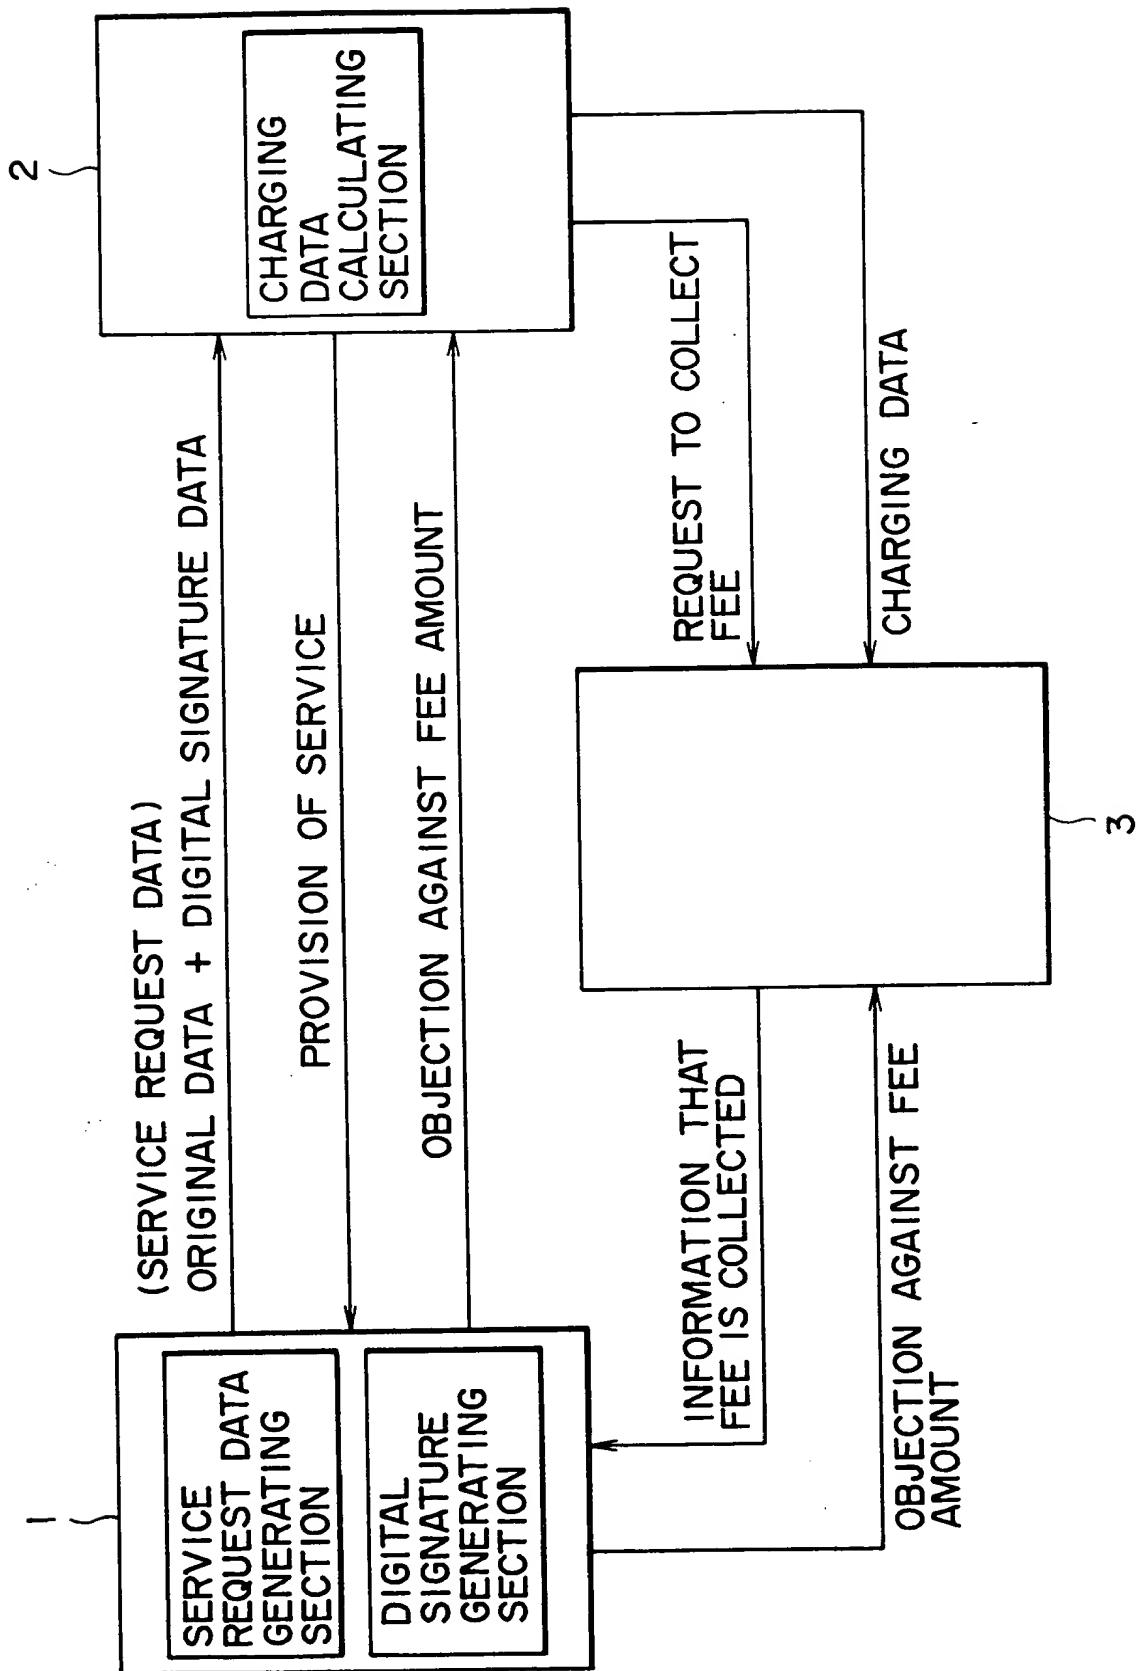 1
SERVICE
REQUEST DATA
GENERATING
SECTION
DIGITAL
SIGNATURE
GENERATING
SECTION
(SERVICE REQUEST DATA)
ORIGINAL DATA + DIGITAL SIGNATURE DATA
PROVISION OF SERVICE
OBJECTION AGAINST FEE AMOUNT
2
CHARGING
DATA
CALCULATING
SECTION
INFORMATION THAT
FEE IS COLLECTED
OBJECTION AGAINST FEE
AMOUNT
3
REQUEST TO COLLECT
FEE
CHARGING DATA